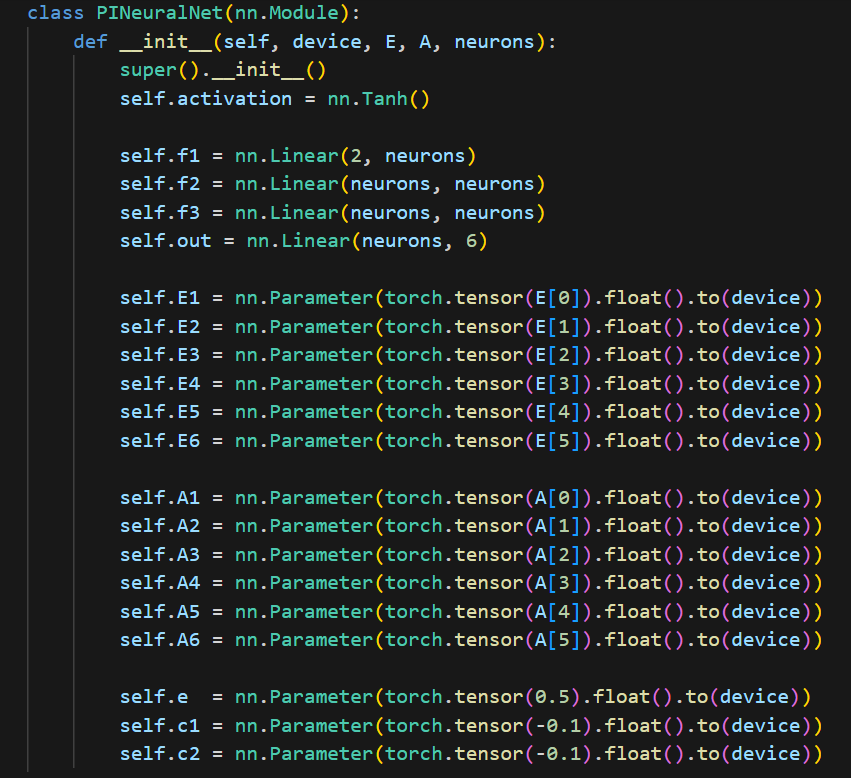 class PINeuralNet(nn.Module):
    def __init__(self, device, E, A, neurons):
        super().__init__()
        self.activation = nn.Tanh()

        self.f1 = nn.Linear(2, neurons)
        self.f2 = nn.Linear(neurons, neurons)
        self.f3 = nn.Linear(neurons, neurons)
        self.out = nn.Linear(neurons, 6)

        self.E1 = nn.Parameter(torch.tensor(E[0]).float().to(device))
        self.E2 = nn.Parameter(torch.tensor(E[1]).float().to(device))
        self.E3 = nn.Parameter(torch.tensor(E[2]).float().to(device))
        self.E4 = nn.Parameter(torch.tensor(E[3]).float().to(device))
        self.E5 = nn.Parameter(torch.tensor(E[4]).float().to(device))
        self.E6 = nn.Parameter(torch.tensor(E[5]).float().to(device))

        self.A1 = nn.Parameter(torch.tensor(A[0]).float().to(device))
        self.A2 = nn.Parameter(torch.tensor(A[1]).float().to(device))
        self.A3 = nn.Parameter(torch.tensor(A[2]).float().to(device))
        self.A4 = nn.Parameter(torch.tensor(A[3]).float().to(device))
        self.A5 = nn.Parameter(torch.tensor(A[4]).float().to(device))
        self.A6 = nn.Parameter(torch.tensor(A[5]).float().to(device))

        self.e  = nn.Parameter(torch.tensor(0.5).float().to(device))
        self.c1 = nn.Parameter(torch.tensor(-0.1).float().to(device))
        self.c2 = nn.Parameter(torch.tensor(-0.1).float().to(device))